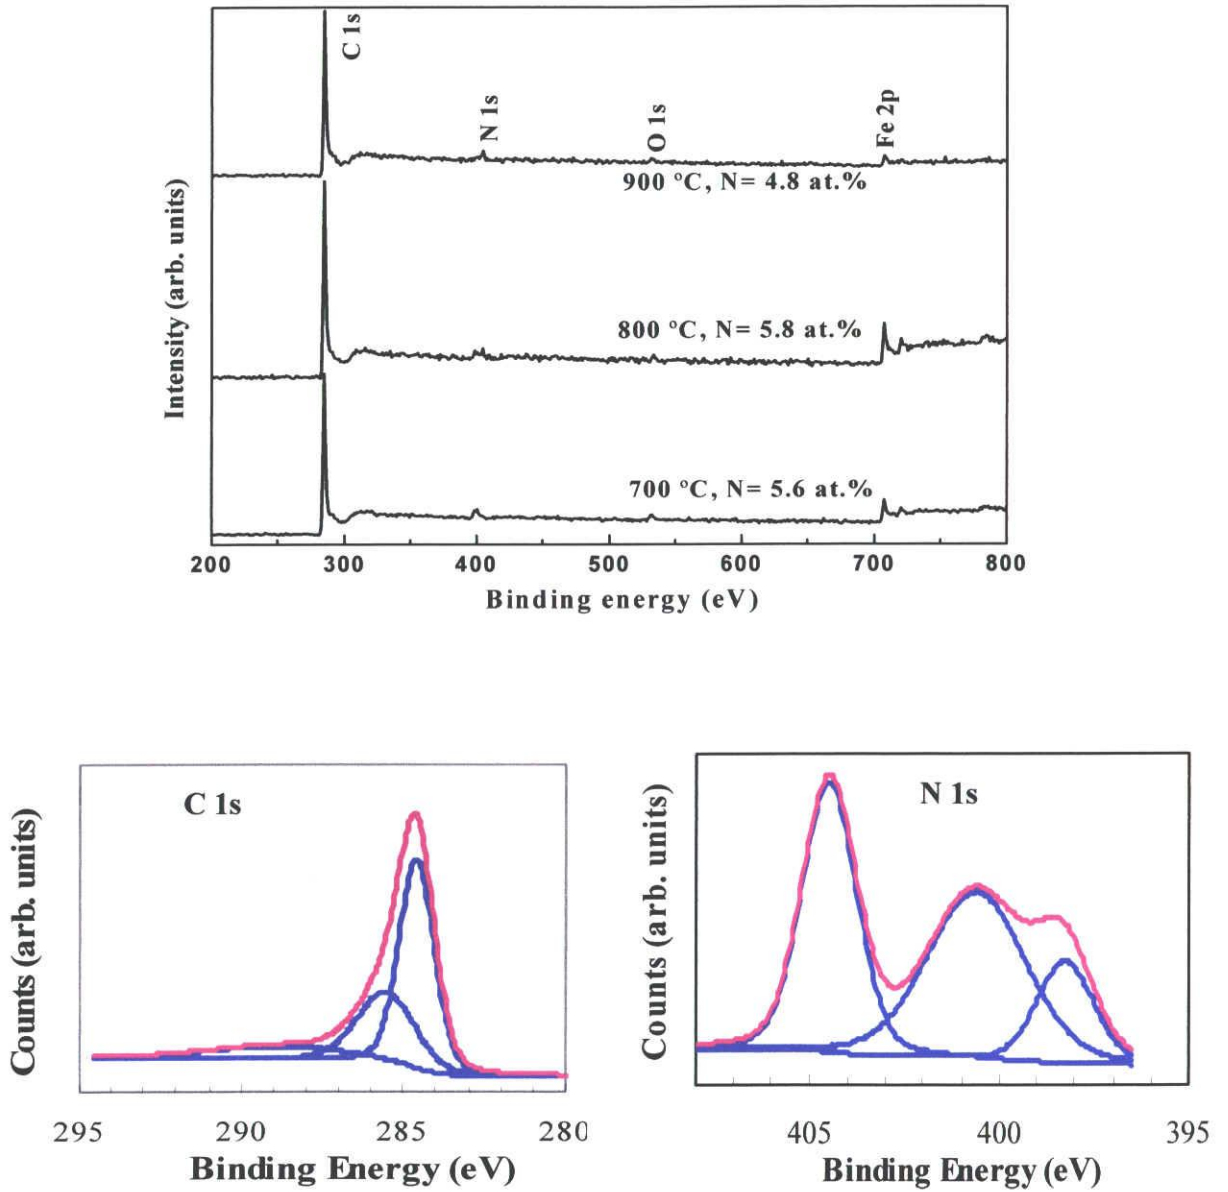 C 1s
N 1s
O 1s
Fe 2p
900 °C, N= 4.8 at.%
800 °C, N= 5.8 at.%
700 °C, N= 5.6 at.%
Intensity (arb. units)
200 300 400 500 600 700 800
Binding energy (eV)
C 1s
Counts (arb. units)
295 290 285 280
Binding Energy (eV)
N 1s
Counts (arb. units)
405 400 395
Binding Energy (eV)